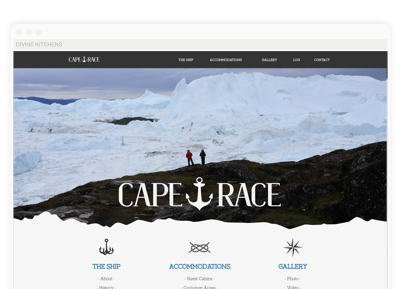 DIVINE KITCHENS
CAPE RACE THE SHIP ACCOMMODATIONS GALLERY LOG CONTACT
CAPE RACE
THE SHIP ACCOMMODATIONS GALLERY
- About - - Guest Cabins - - Photo -
- History - - Common Areas - - Video -